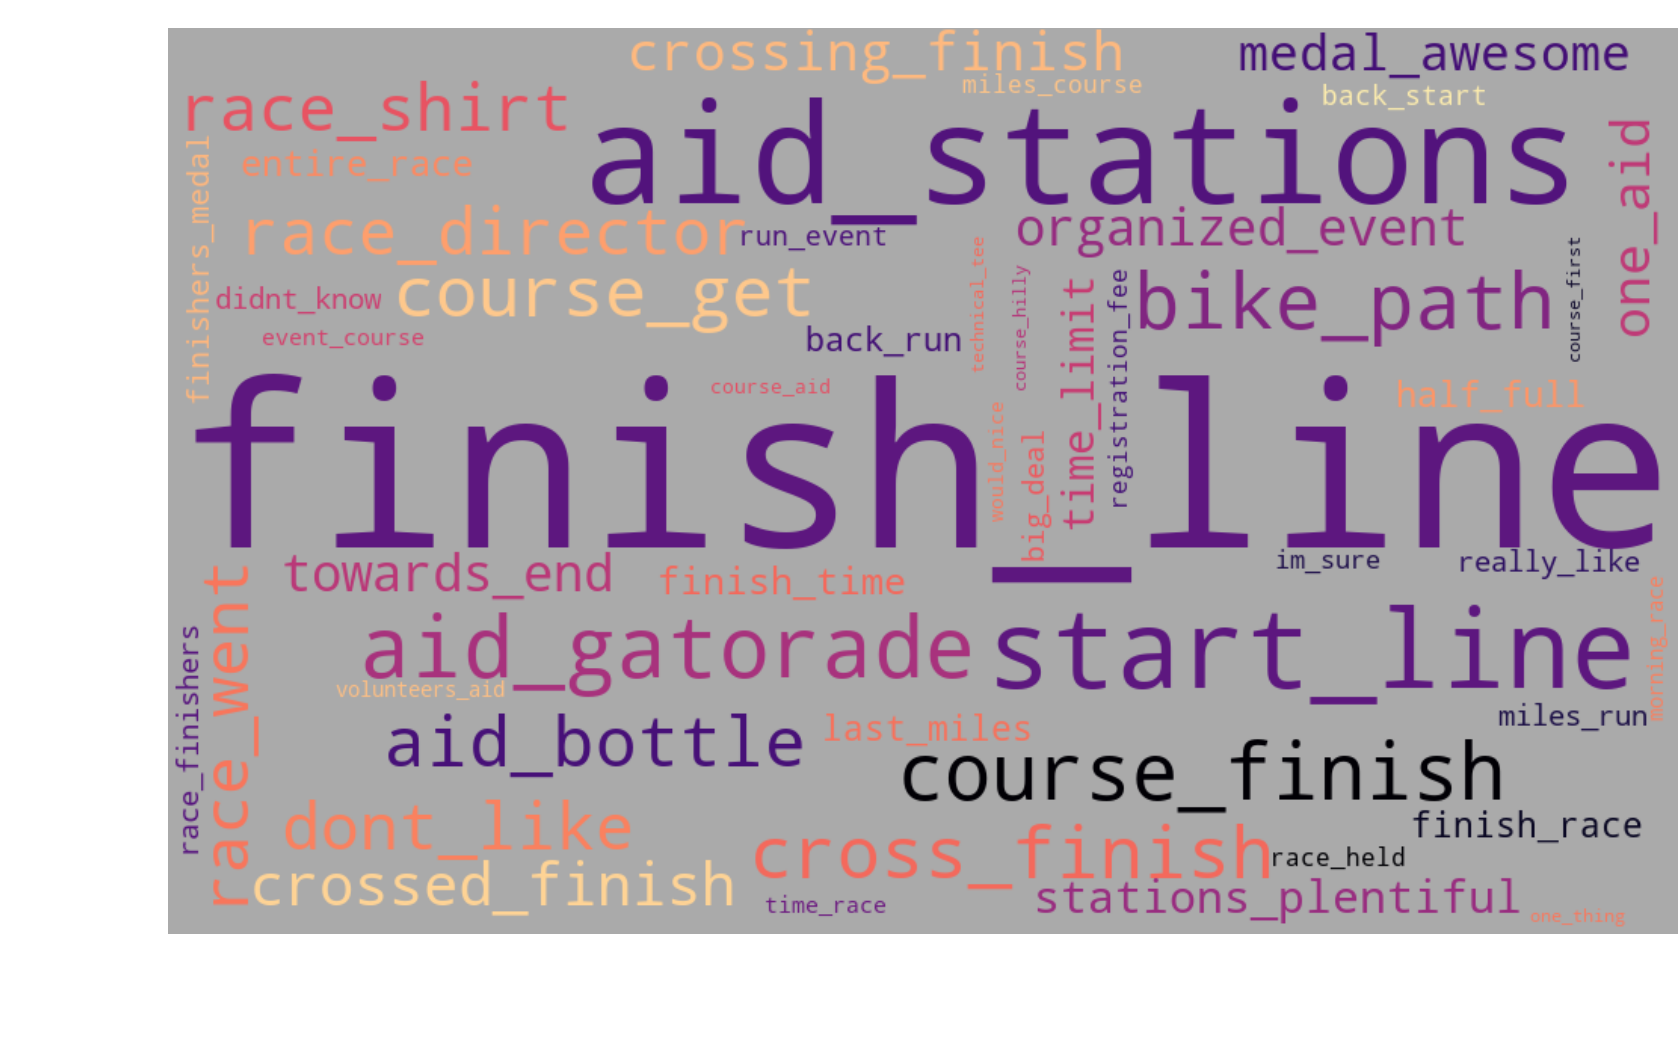 crossing_finish
medal_awesome
miles_course
back_start
race_shirt
aid_stations
one_aid
entire_race
finishers_medal
race_director
run_event
organized_event
course_get
didnt_know
technical_tee
course_hilly
time_limit
registration_fee
bike_path
course_first
event_course
back_run
finish_line
course_aid
half_full
would_nice
big_deal
towards_end
finish_time
im_sure
really_like
race_went
aid_gatorade
start_line
morning_race
race_finishers
volunteers_aid
aid_bottle
last_miles
miles_run
course_finish
dont_like
cross_finish
finish_race
race_held
crossed_finish
time_race
stations_plentiful
one_thing